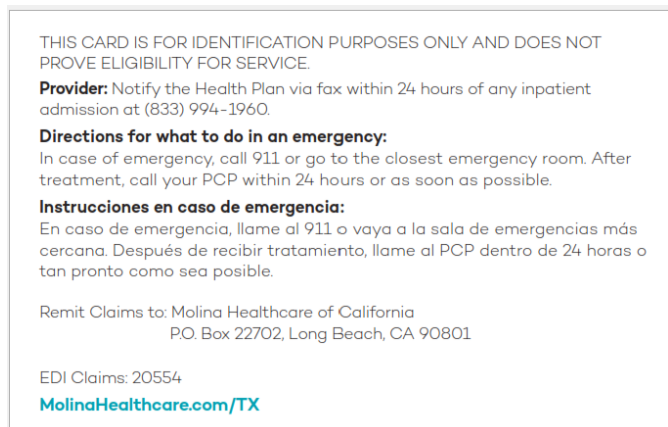 THIS CARD IS FOR IDENTIFICATION PURPOSES ONLY AND DOES NOT
PROVE ELIGIBILITY FOR SERVICE.
Provider: Notify the Health Plan via fax within 24 hours of any inpatient
admission at (833) 994-1960.
Directions for what to do in an emergency:
In case of emergency, call 911 or go to the closest emergency room. After
treatment, call your PCP within 24 hours or as soon as possible.
Instrucciones en caso de emergencia:
En caso de emergencia, llame al 911 o vaya a la sala de emergencias más
cercana. Después de recibir tratamiento, llame al PCP dentro de 24 horas o
tan pronto como sea posible.
Remit Claims to: Molina Healthcare of California
P.O. Box 22702, Long Beach, CA 90801
EDI Claims: 20554
MolinaHealthcare.com/TX